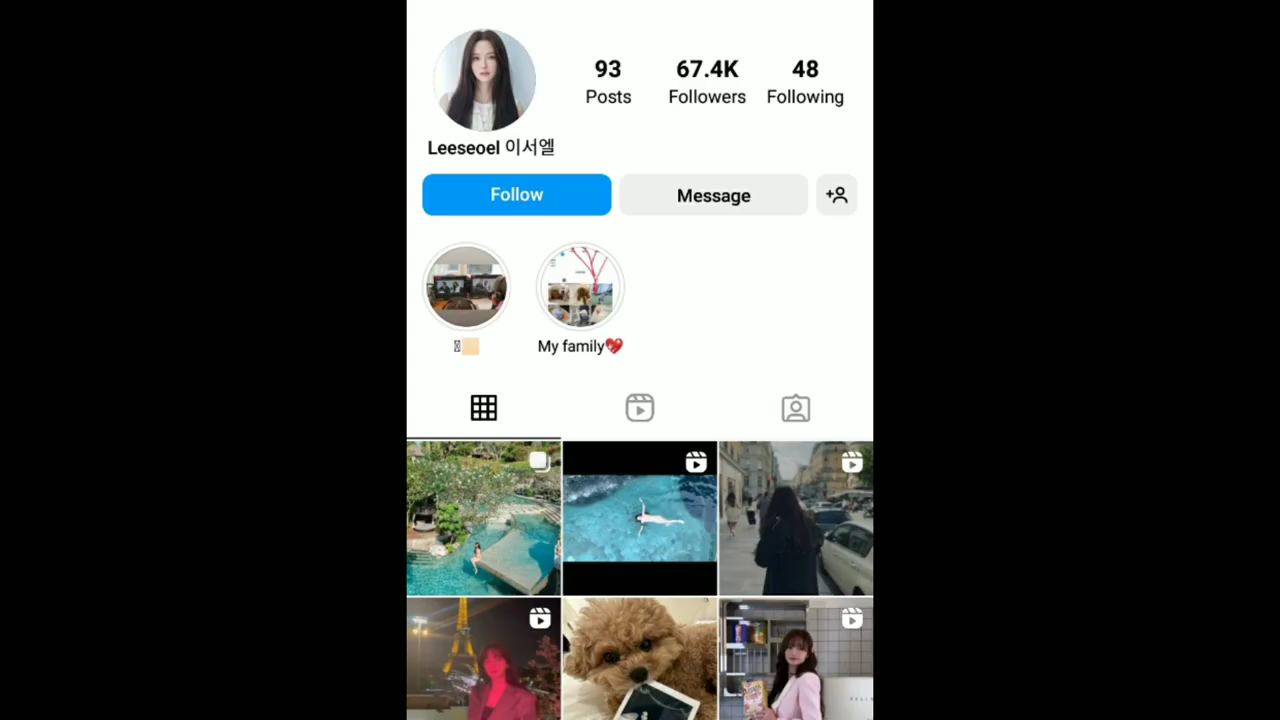 93 67.4K 48
Posts Followers Following
Leeseoel 이서엘
Follow Message
My family💖